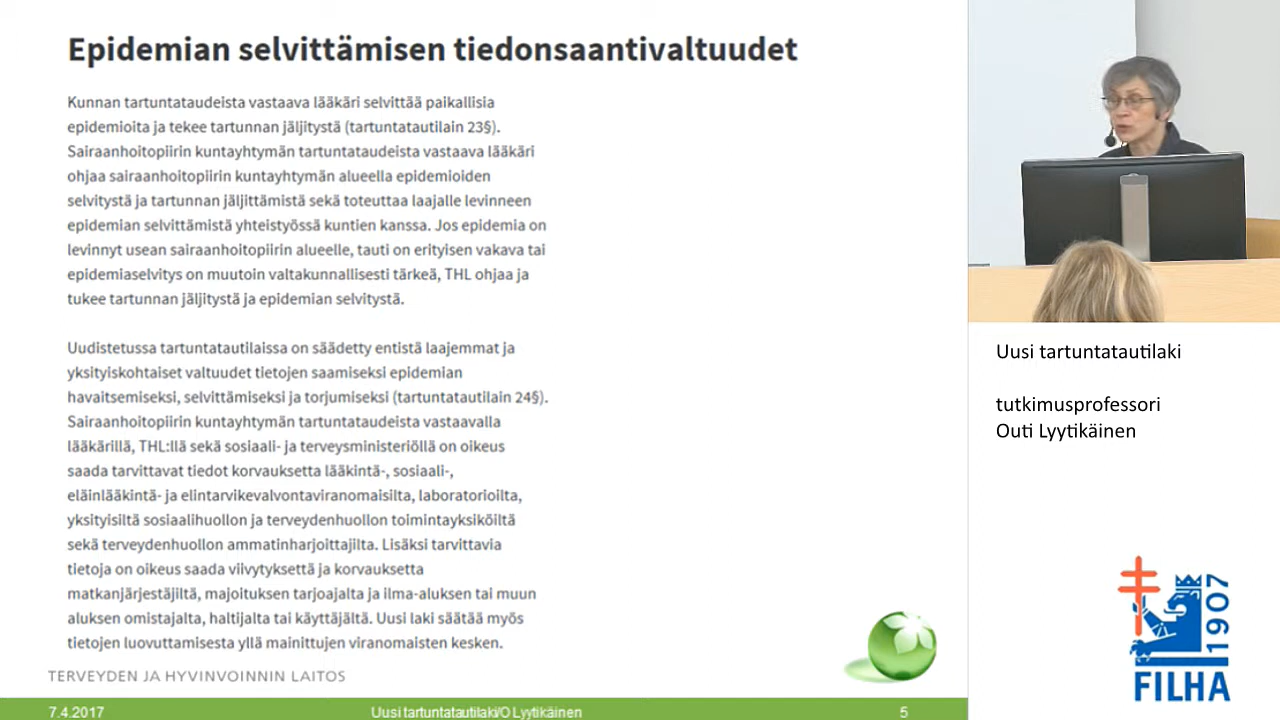 Epidemian selvittämisen tiedonsaantivaltuudet
Kunnan tartuntataudeista vastaava lääkäri selvittää paikallisia
epidemioita ja tekee tartunnan jäljitystä (tartuntatautilain 23§).
Sairaanhoitopiirin kuntayhtymän tartuntataudeista vastaava lääkäri
ohjaa sairaanhoitopiirin kuntayhtymän alueella epidemioiden
selvitystä ja tartunnan jäljittämistä sekä toteuttaa laajalle levinneen
epidemian selvittämistä yhteistyössä kuntien kanssa. Jos epidemia on
levinnyt usean sairaanhoitopiirin alueelle, tauti on erityisen vakava tai
epidemiaselvitys on muutoin valtakunnallisesti tärkeä, THL ohjaa ja
tukee tartunnan jäljitystä ja epidemian selvitystä.
Uudistetussa tartuntatautilaissa on säädetty entistä laajemmat ja
yksityiskohtaiset valtuudet tietojen saamiseksi epidemian
havaitsemiseksi, selvittämiseksi ja torjumiseksi (tartuntatautilain 24§).
Sairaanhoitopiirin kuntayhtymän tartuntataudeista vastaavalla
lääkärillä, THL:llä sekä sosiaali- ja terveysministeriöllä on oikeus
saada tarvittavat tiedot korvauksetta lääkintä-, sosiaali-,
eläinlääkintä- ja elintarvikevalvontaviranomaisilta, laboratorioilta,
yksityisiltä sosiaalihuollon ja terveydenhuollon toimintayksiköiltä
sekä terveydenhuollon ammatinharjoittajilta. Lisäksi tarvittavia
tietoja on oikeus saada viivytyksettä ja korvauksetta
matkanjärjestäjiltä, majoituksen tarjoajalta ja ilma-aluksen tai muun
aluksen omistajalta, haltijalta tai käyttäjältä. Uusi laki säätää myös
tietojen luovuttamisesta yllä mainittujen viranomaisten kesken.
TERVEYDEN JA HYVINVOINNIN LAITOS
7.4.2017
Uusi tartuntatautilaki/O Lyytikäinen
5
Uusi tartuntatautilaki
tutkimusprofessori
Outi Lyytikäinen
1907
FILHA